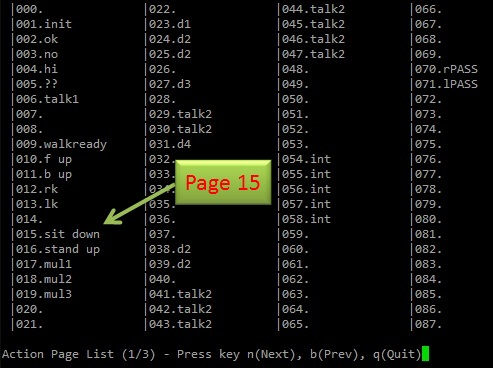 |000. |022. |044.talk2 |066.
|001.init |023.d1 |045.talk2 |067.
|002.ok |024.d2 |046.talk2 |068.
|003.no |025.d2 |047.talk2 |069.
|004.hi |026. |048. |070.rPASS
|005.?? |027.d3 |049. |071.lPASS
|006.talk1 |028. |050. |072.
|007. |029.talk2 |051. |073.
|008. |030.talk2 |052. |074.
|009.walkready |031.d4 |053. |075.
|010.f up |032. |054.int |076.
|011.b up |033. |055.int |077.
|012.rk |034. |056.int |078.
|013.lk |035. |057.int |079.
|014. |036. |058.int |080.
|015.sit down |037. |059. |081.
|016.stand up |038.d2 |060. |082.
|017.mul1 |039.d2 |061. |083.
|018.mul2 |040. |062. |084.
|019.mul3 |041.talk2 |063. |085.
|020. |042.talk2 |064. |086.
|021. |043.talk2 |065. |087.
Page 15
Action Page List (1/3) - Press key n(Next), b(Prev), q(Quit)